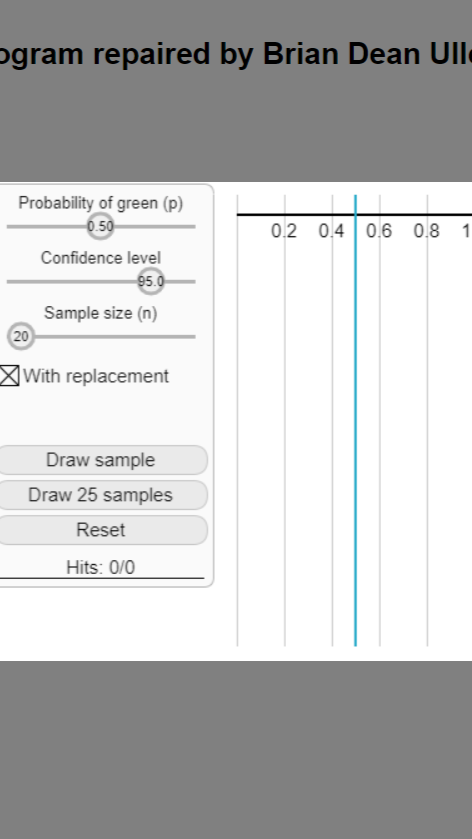 ogram repaired by Brian Dean
Probability of green (p)
0.50
Confidence level
95.0
Sample size (n)
20
With replacement
Draw sample
Draw 25 samples
Reset
Hits: 0/0
0.2 0.4 0.6 0.8 1